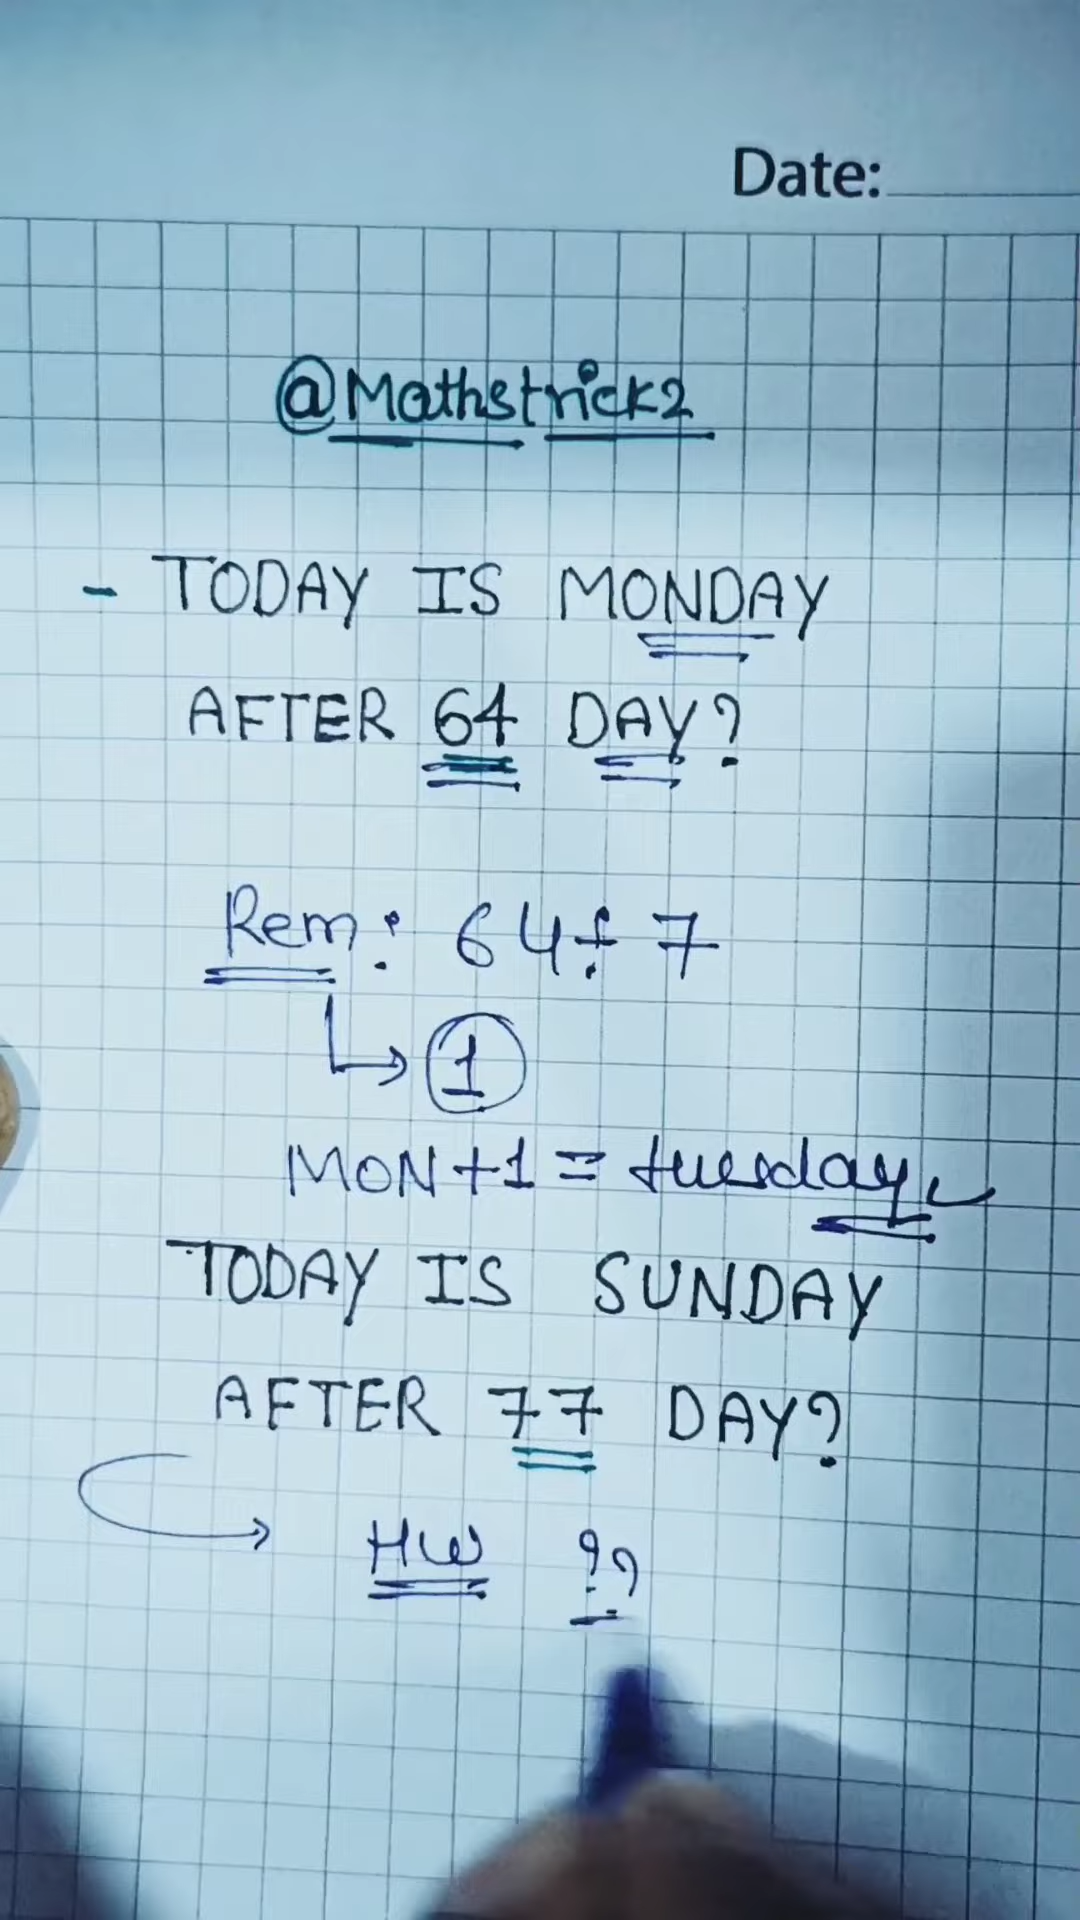 Date:
@Mathstrick2
- TODAY IS MONDAY
AFTER 64 DAY?
Rem: 64÷7
1
MON+1 = tuesday
TODAY IS SUNDAY
AFTER 77 DAY?
HW ??